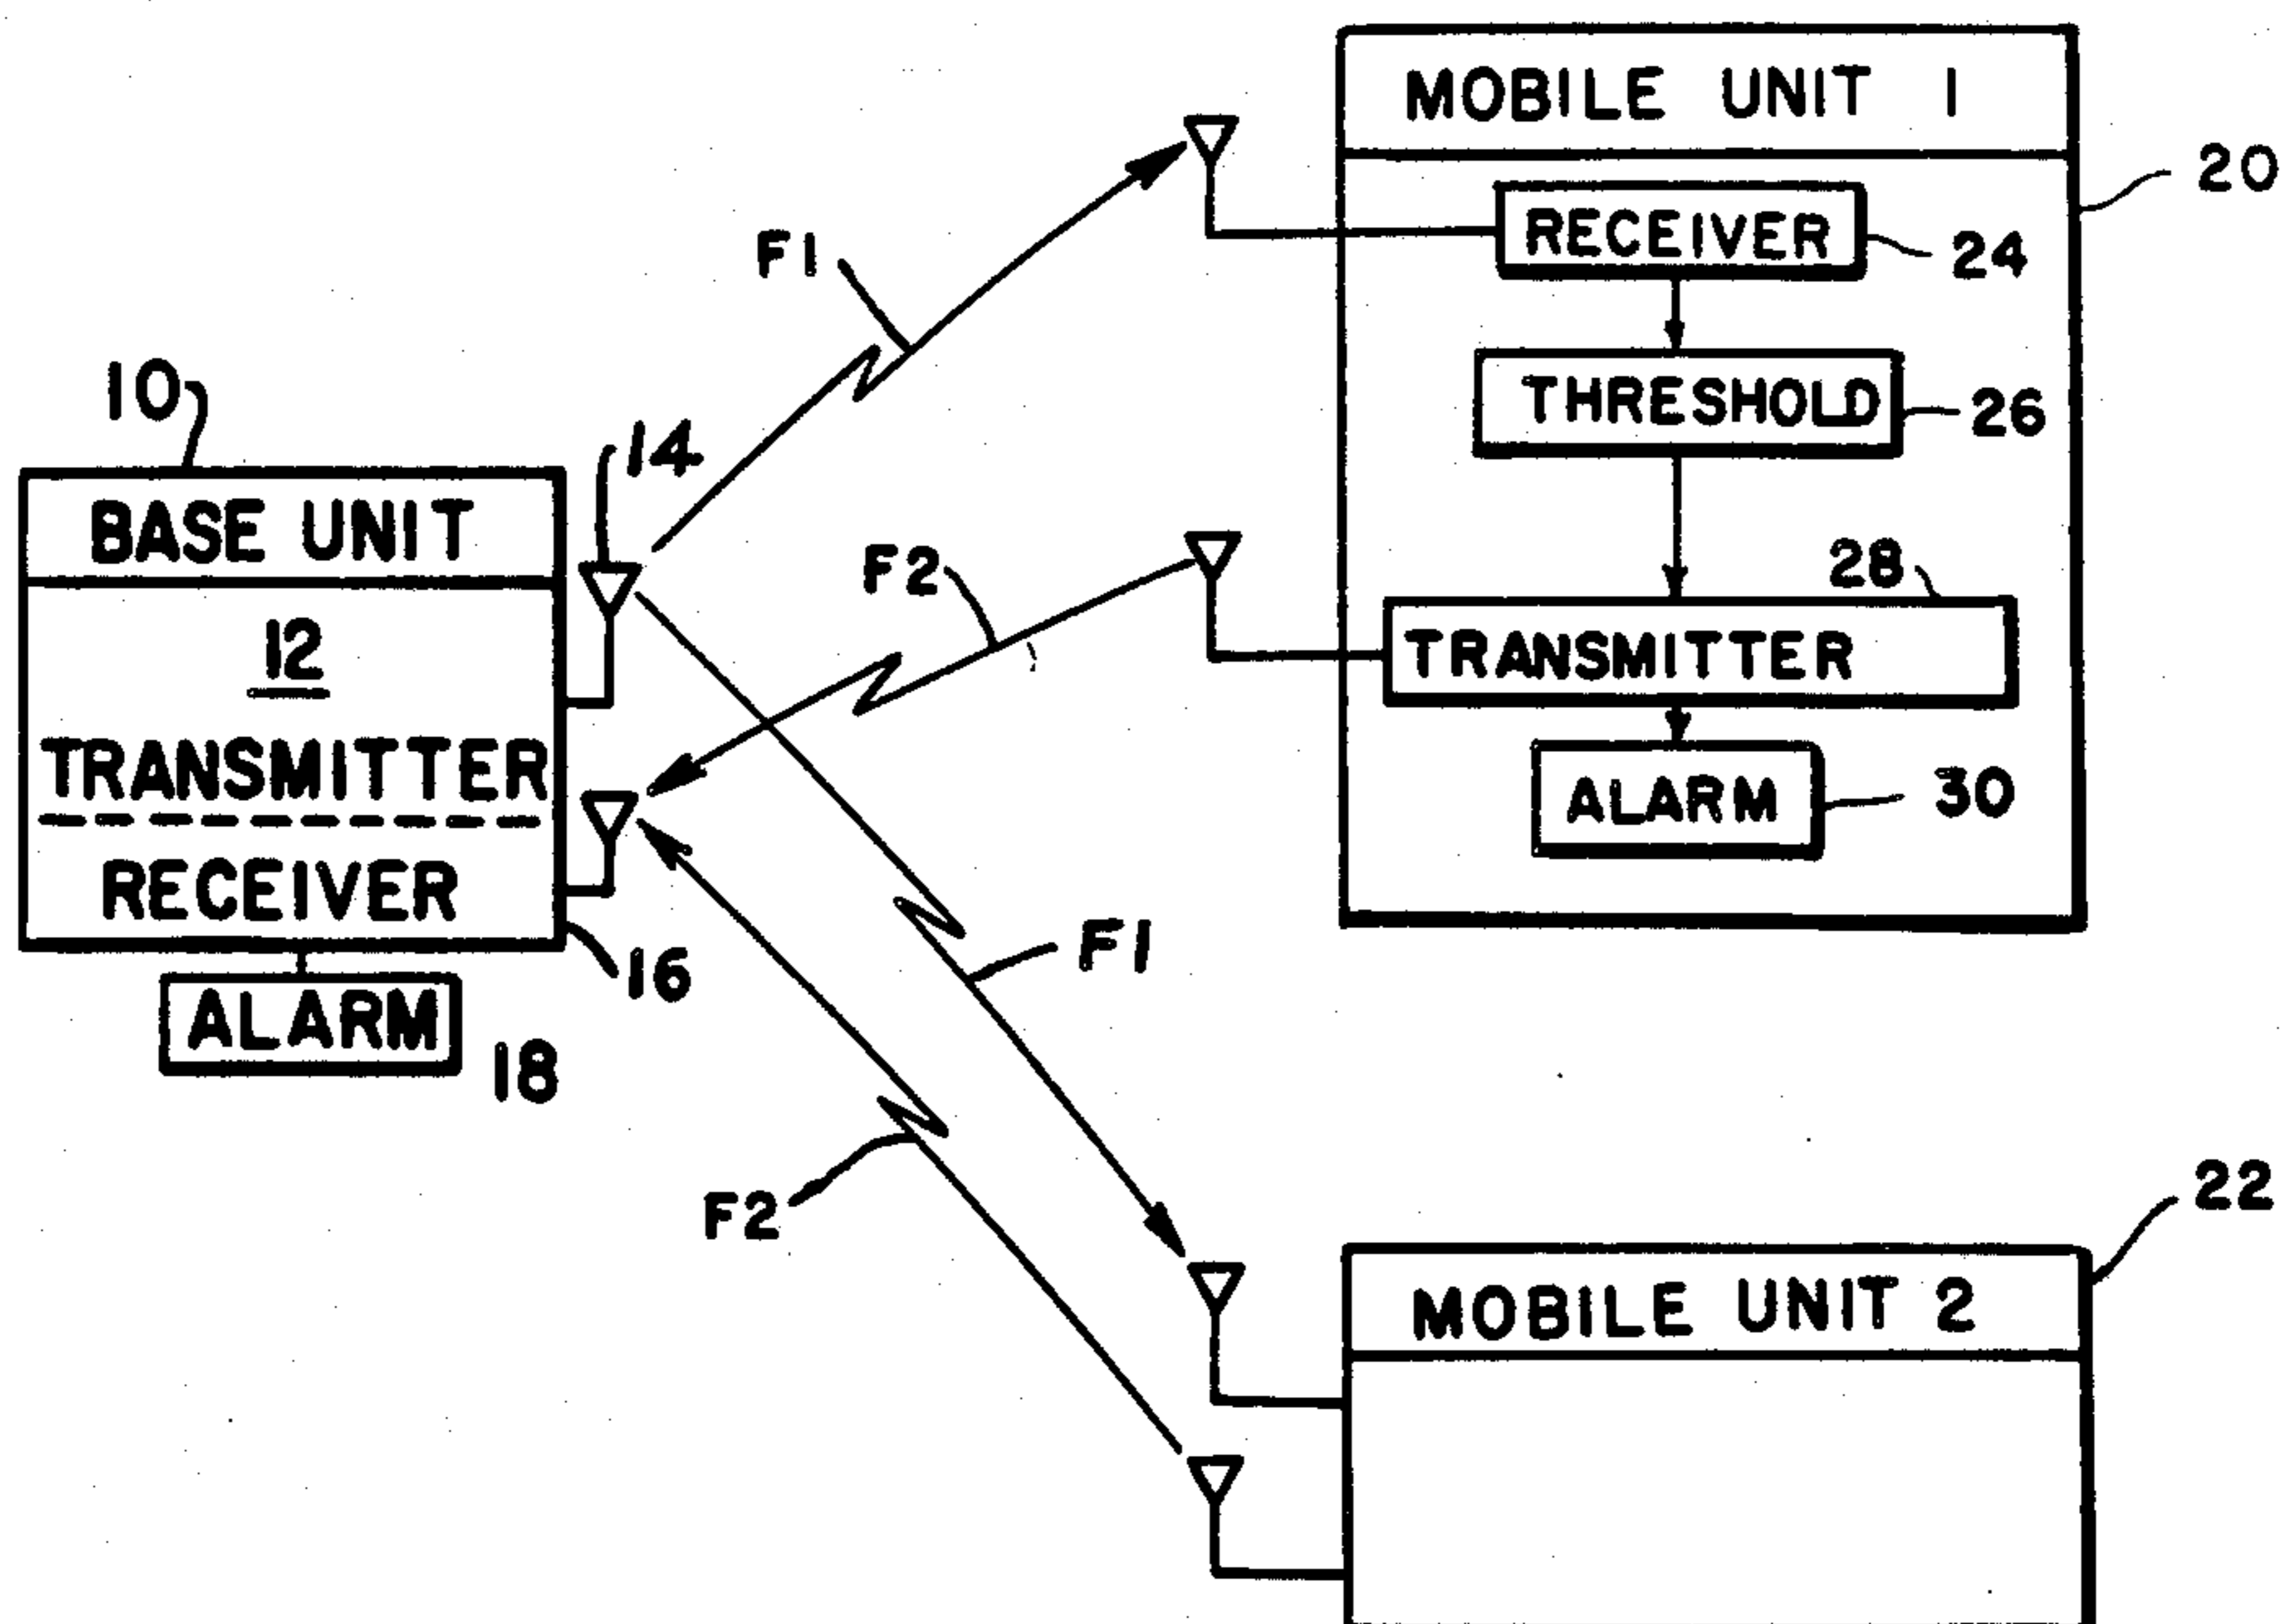 MOBILE UNIT 1
20
RECEIVER
24
F1
THRESHOLD
26
10
14
BASE UNIT
F2
28
12
TRANSMITTER
TRANSMITTER
ALARM
30
RECEIVER
F1
16
ALARM
18
F2
22
MOBILE UNIT 2